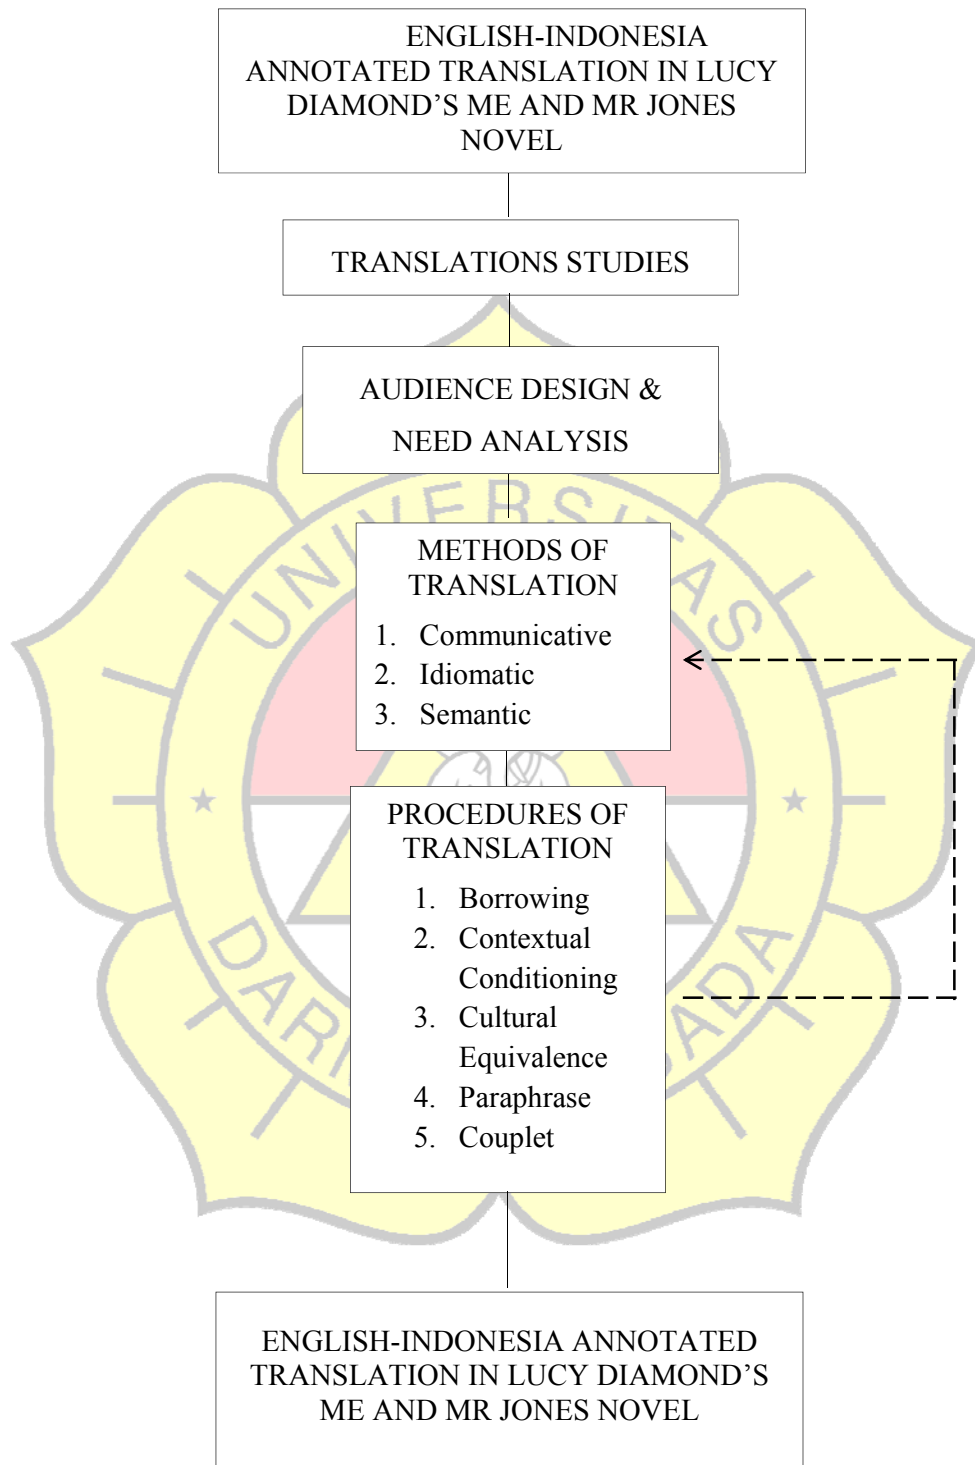 ENGLISH-INDONESIA
ANNOTATED TRANSLATION IN LUCY
DIAMOND’S ME AND MR JONES
NOVEL
TRANSLATIONS STUDIES
AUDIENCE DESIGN &
NEED ANALYSIS
UNIVERSITAS
METHODS OF
TRANSLATION
1. Communicative
2. Idiomatic
3. Semantic
PROCEDURES OF
TRANSLATION
1. Borrowing
2. Contextual
Conditioning
3. Cultural
Equivalence
4. Paraphrase
5. Couplet
ENGLISH-INDONESIA ANNOTATED
TRANSLATION IN LUCY DIAMOND’S
ME AND MR JONES NOVEL